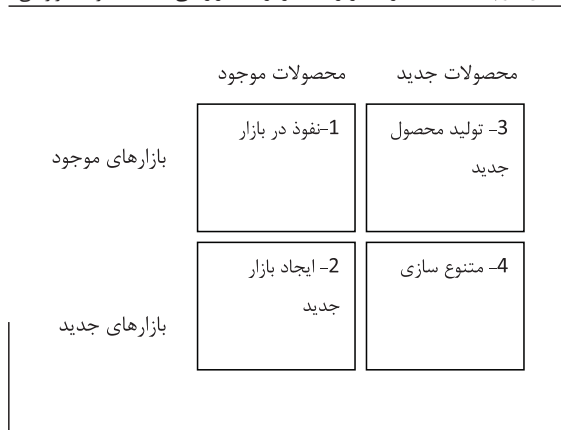 محصولات جدید
محصولات موجود
بازارهای موجود
1-نفوذ در بازار
3- تولید محصول
جدید
بازارهای جدید
2- ایجاد بازار
جدید
4- متنوع سازی